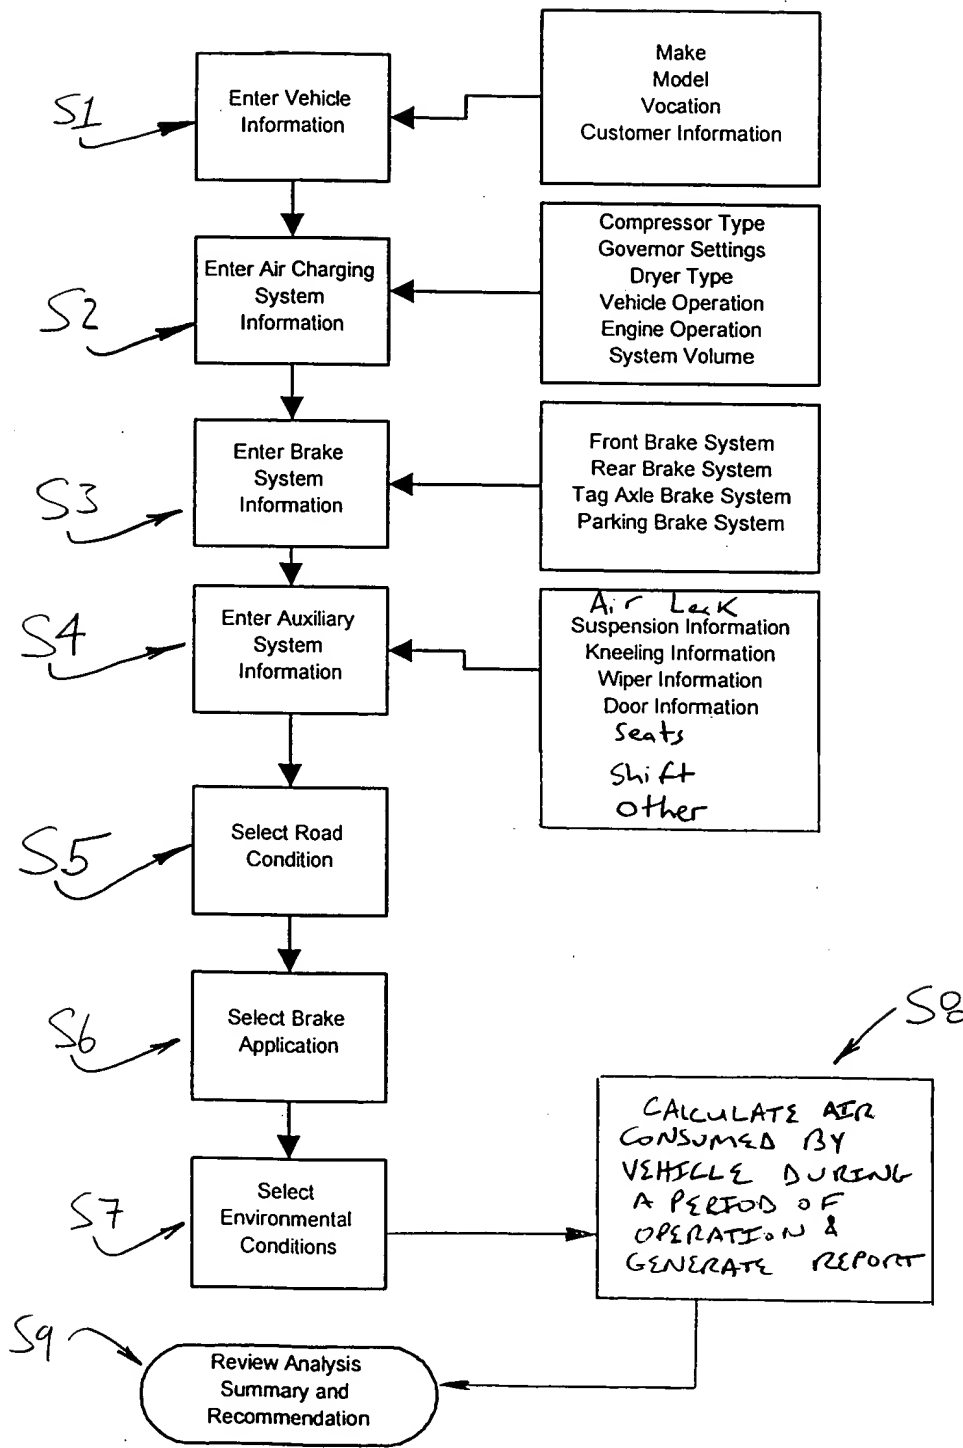 S1
Enter Vehicle
Information
Make
Model
Vocation
Customer Information
S2
Enter Air Charging
System
Information
Compressor Type
Governor Settings
Dryer Type
Vehicle Operation
Engine Operation
System Volume
S3
Enter Brake
System
Information
Front Brake System
Rear Brake System
Tag Axle Brake System
Parking Brake System
S4
Enter Auxiliary
System
Information
Air Leak
Suspension Information
Kneeling Information
Wiper Information
Door Information
Seats
Shift
Other
S5
Select Road
Condition
S6
Select Brake
Application
S7
Select
Environmental
Conditions
S8
CALCULATE AIR
CONSUMED BY
VEHICLE DURING
A PERIOD OF
OPERATION &
GENERATE REPORT
S9
Review Analysis
Summary and
Recommendation